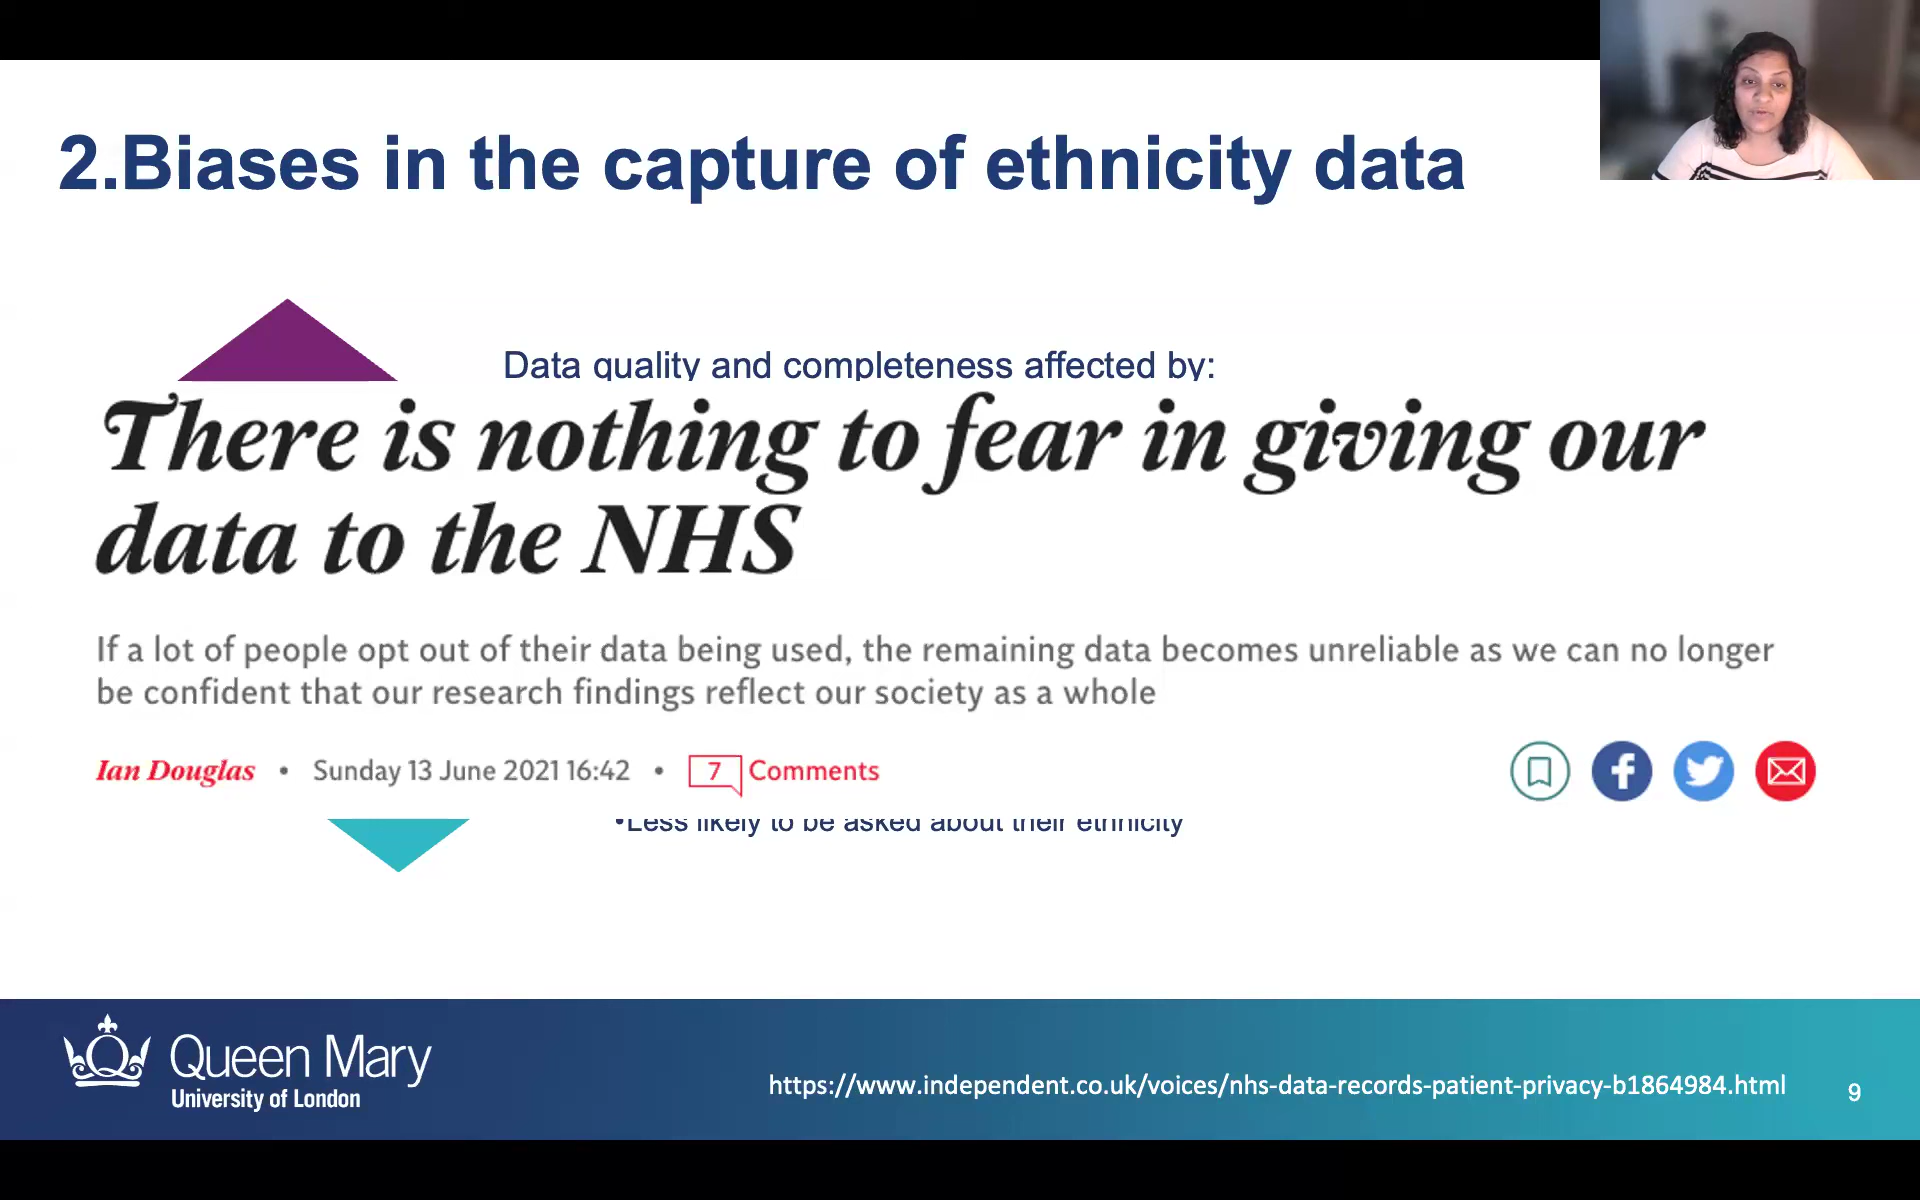 2.Biases in the capture of ethnicity data
Data quality and completeness affected by:
There is nothing to fear in giving our
data to the NHS
If a lot of people opt out of their data being used, the remaining data becomes unreliable as we can no longer
be confident that our research findings reflect our society as a whole
Ian Douglas • Sunday 13 June 2021 16:42 • 7 Comments
•Less likely to be asked about their ethnicity
Queen Mary
University of London
https://www.independent.co.uk/voices/nhs-data-records-patient-privacy-b1864984.html
9